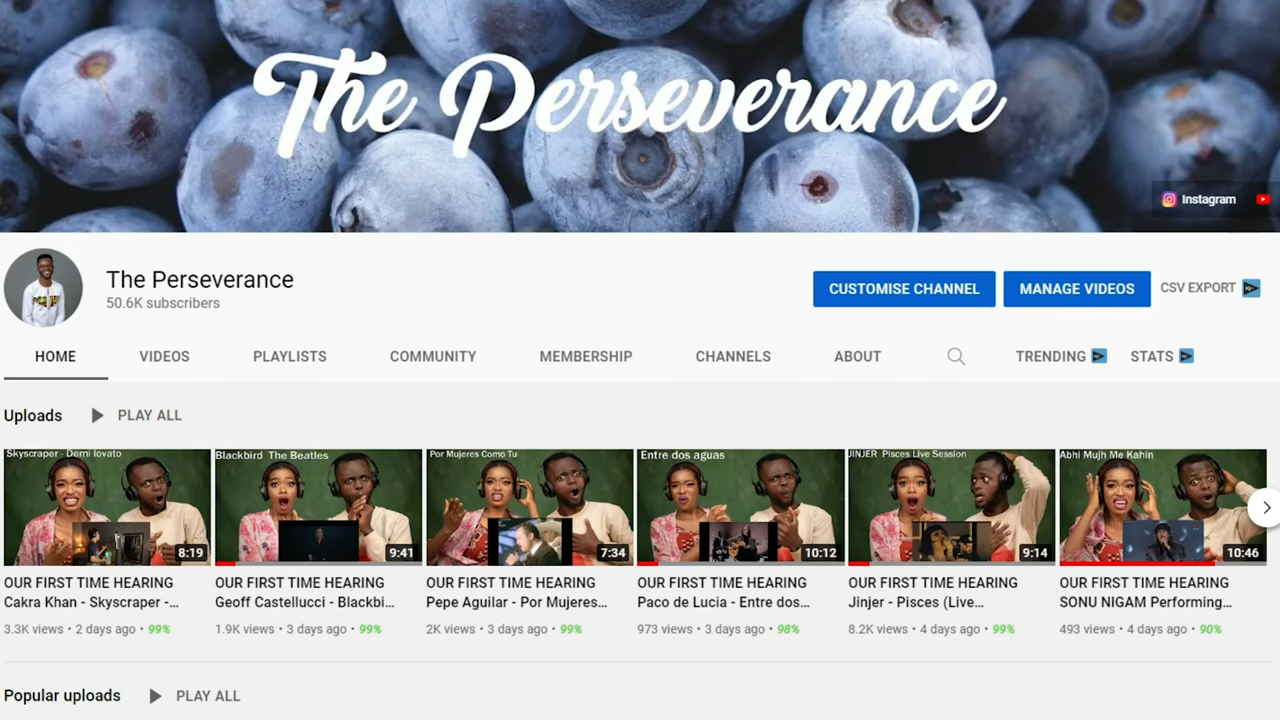 The Perseverance
Instagram
The Perseverance
50.6K subscribers
CUSTOMISE CHANNEL
MANAGE VIDEOS
CSV EXPORT
HOME
VIDEOS
PLAYLISTS
COMMUNITY
MEMBERSHIP
CHANNELS
ABOUT
TRENDING
STATS
Uploads
PLAY ALL
Skyscraper - Demi lovato
8:19
OUR FIRST TIME HEARING
Cakra Khan - Skyscraper -...
3.3K views • 2 days ago • 99%
Blackbird The Beatles
9:41
OUR FIRST TIME HEARING
Geoff Castellucci - Blackbi...
1.9K views • 3 days ago • 99%
Por Mujeres Como Tu
7:34
OUR FIRST TIME HEARING
Pepe Aguilar - Por Mujeres...
2K views • 3 days ago • 99%
Entre dos aguas
10:12
OUR FIRST TIME HEARING
Paco de Lucia - Entre dos...
973 views • 3 days ago • 98%
JINJER Pisces Live Session
9:14
OUR FIRST TIME HEARING
Jinjer - Pisces (Live...
8.2K views • 4 days ago • 99%
Abhi Mujh Me Kahin
10:46
OUR FIRST TIME HEARING
SONU NIGAM Performing...
493 views • 4 days ago • 90%
Popular uploads
PLAY ALL